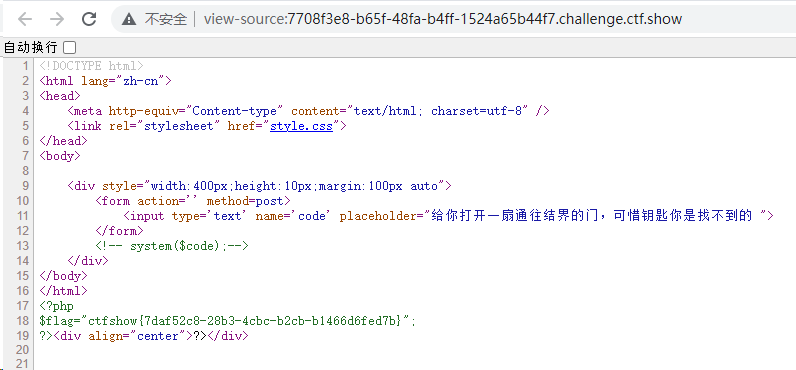 不安全 view-source:7708f3e8-b65f-48fa-b4ff-1524a65b44f7.challenge.ctf.show
自动换行
1 <!DOCTYPE html>
2 <html lang="zh-cn">
3 <head>
4 <meta http-equiv="Content-type" content="text/html; charset=utf-8" />
5 <link rel="stylesheet" href="style.css">
6 </head>
7 <body>
8
9 <div style="width:400px;height:10px;margin:100px auto">
10 <form action='' method=post>
11 <input type='text' name='code' placeholder="给你打开一扇通往结界的门，可惜钥匙你是找不到的 ">
12 </form>
13 <!-- system($code);-->
14 </div>
15 </body>
16 </html>
17 <?php
18 $flag="ctfshow{7daf52c8-28b3-4cbc-b2cb-b1466d6fed7b}";
19 ?><div align="center">?></div>
20
21